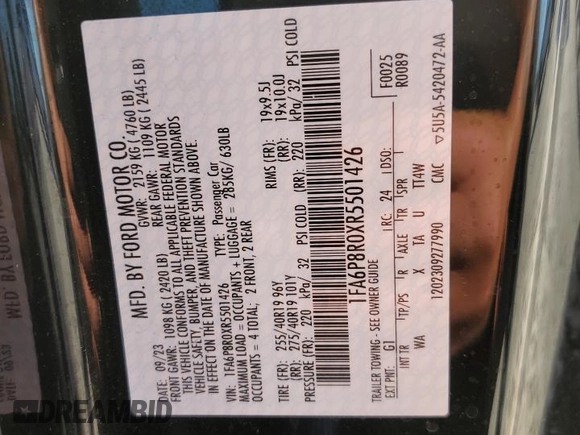 MFD. BY FORD MOTOR CO.
DATE: 09/23 GVWR: 2159 KG ( 4760 LB)
FRONT GAWR: 1098 KG ( 2420 LB) REAR GAWR: 1109 KG ( 2445 LB)
THIS VEHICLE CONFORMS TO ALL APPLICABLE FEDERAL MOTOR
VEHICLE SAFETY, BUMPER, AND THEFT PREVENTION STANDARDS
IN EFFECT ON THE DATE OF MANUFACTURE SHOWN ABOVE.
VIN: 1FA6P8R0XR5501426 TYPE: Passenger Car
MAXIMUM LOAD = OCCUPANTS + LUGGAGE = 285KG/ 630LB
OCCUPANTS = 4 TOTAL; 2 FRONT, 2 REAR
TIRE (FR): 255/40R19 96Y RIMS (FR): 19x9.5J
(RR): 275/40R19 101Y (RR): 19x10.0J
PRESSURE (FR): 220 kPa/ 32 PSI COLD (RR): 220 kPa/ 32 PSI COLD
1FA6P8R0XR5501426
F0025
R0089
TRAILER TOWING - SEE OWNER GUIDE
EXT PNT: G1 RC: 24 DSO:
INT TR TP/PS R AXLE TR SPR
WA X TA U TT4W
1202309277990 CMC 5U5A-5420472-AA
DREAMBID